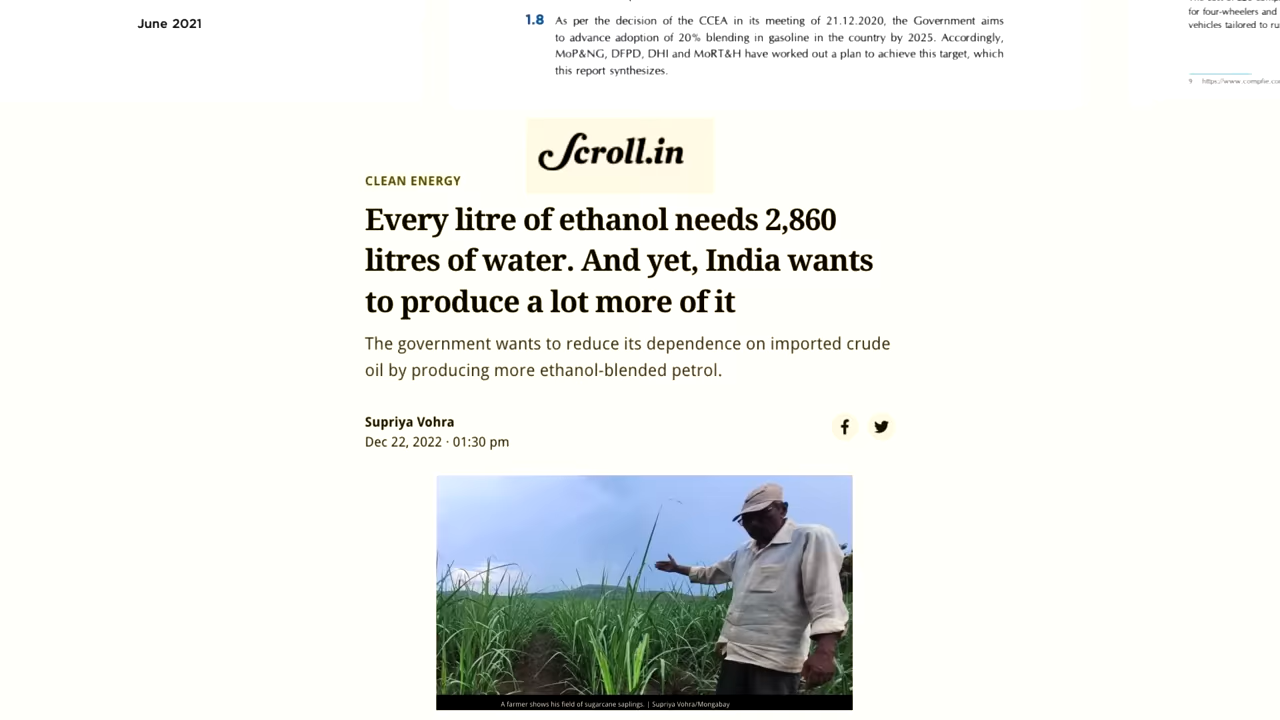 June 2021
1.8 As per the decision of the CCEA in its meeting of 21.12.2020, the Government aims
to advance adoption of 20% blending in gasoline in the country by 2025. Accordingly,
MoP&NG, DFPD, DHI and MoRT&H have worked out a plan to achieve this target, which
this report synthesizes.
for four-wheelers and
vehicles tailored to ru
9 https://www.compfie.co
Scroll.in
CLEAN ENERGY
Every litre of ethanol needs 2,860
litres of water. And yet, India wants
to produce a lot more of it
The government wants to reduce its dependence on imported crude
oil by producing more ethanol-blended petrol.
Supriya Vohra
Dec 22, 2022 · 01:30 pm
A farmer shows his field of sugarcane saplings. | Supriya Vohra/Mongabay